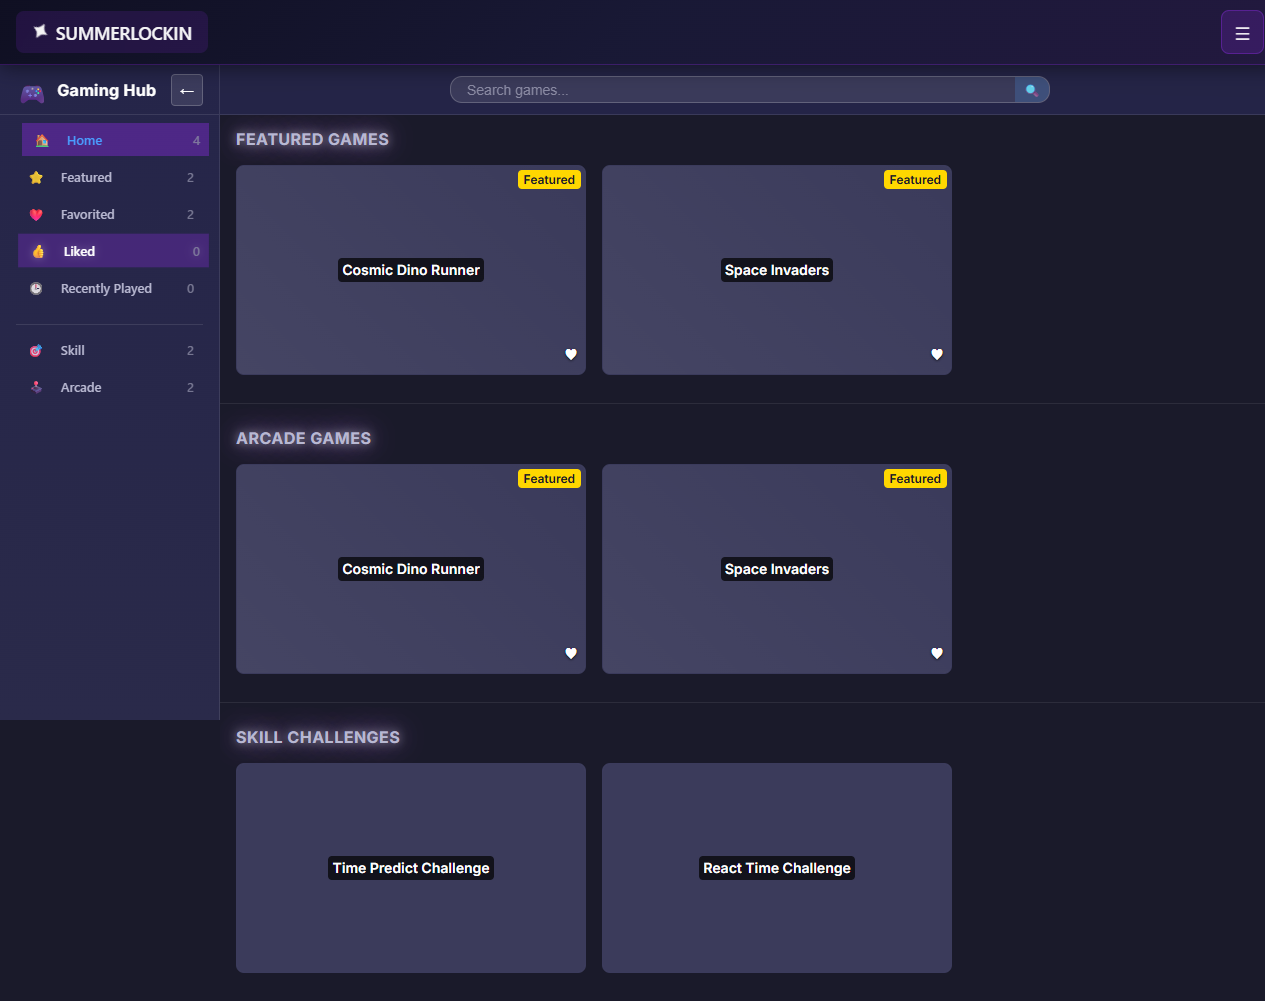 SUMMERLOCKIN
☰
Gaming Hub
←
Search games...
Home 4
Featured 2
Favorited 2
Liked 0
Recently Played 0
Skill 2
Arcade 2
FEATURED GAMES
Featured
Cosmic Dino Runner
Featured
Space Invaders
ARCADE GAMES
Featured
Cosmic Dino Runner
Featured
Space Invaders
SKILL CHALLENGES
Time Predict Challenge
React Time Challenge